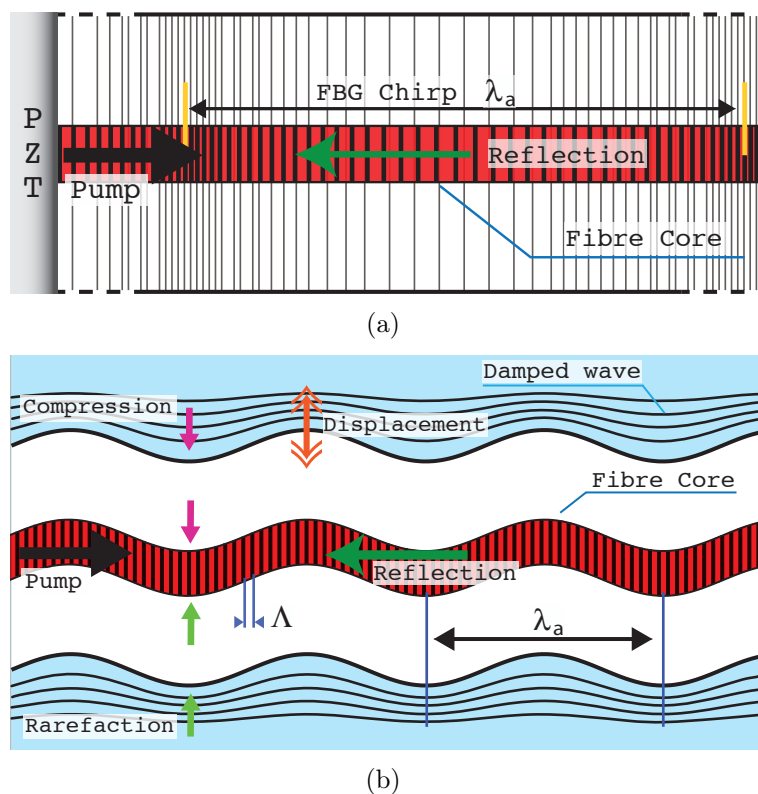 P
Z
T
FBG Chirp λa
Reflection
Pump
Fibre Core
(a)
Damped wave
Compression
Displacement
Fibre Core
Pump
Reflection
Λ
λa
Rarefaction
(b)